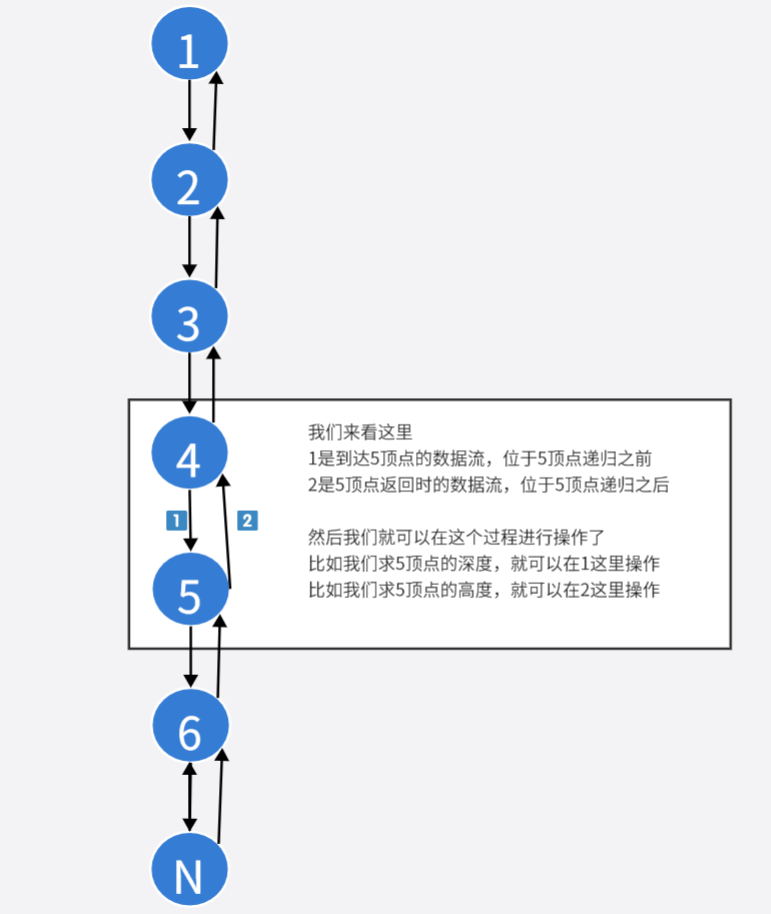 1
2
3
4
我们来看这里
1是到达5顶点的数据流，位于5顶点递归之前
2是5顶点返回时的数据流，位于5顶点递归之后
1
2
然后我们就可以在这个过程进行操作了
比如我们求5顶点的深度，就可以在1这里操作
比如我们求5顶点的高度，就可以在2这里操作
5
6
N